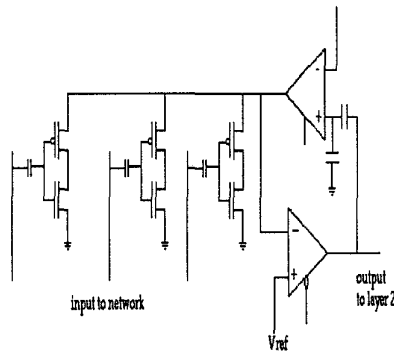 -
+
-
+
input to network
output
to layer 2
Vref